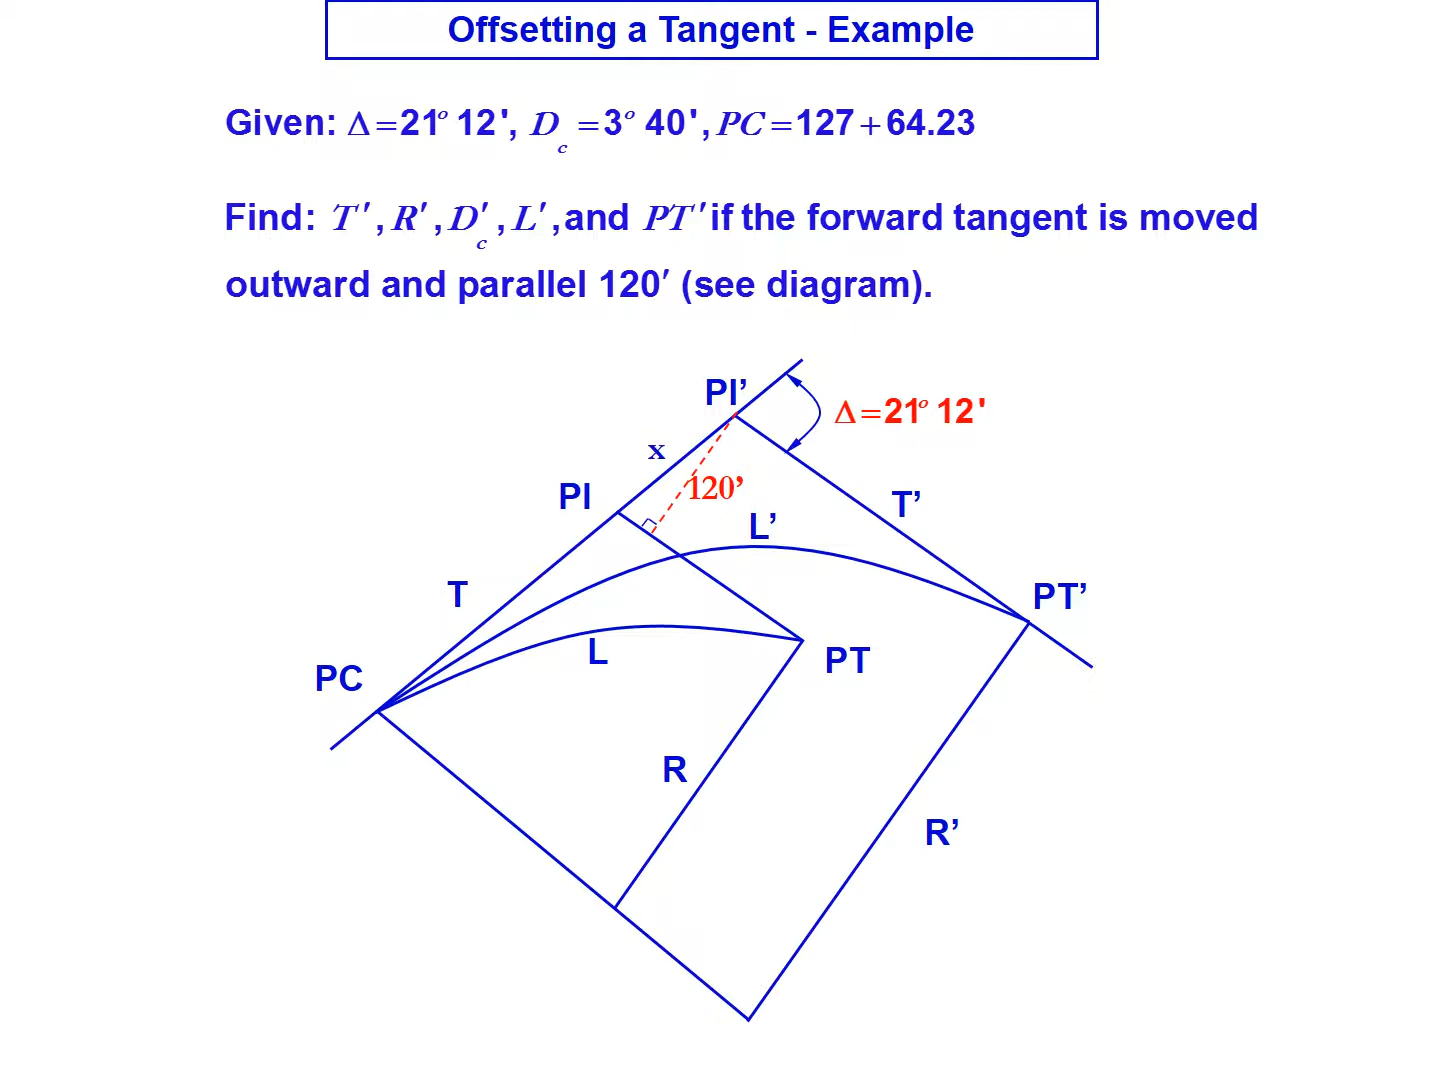 Offsetting a Tangent - Example
Given: Δ = 21° 12', D_c = 3° 40', PC = 127 + 64.23
Find: T′, R′, D_c′, L′, and PT′ if the forward tangent is moved
outward and parallel 120′ (see diagram).
PI’
Δ = 21° 12'
x
120’
PI
T’
L’
T
PT’
L
PT
PC
R
R’